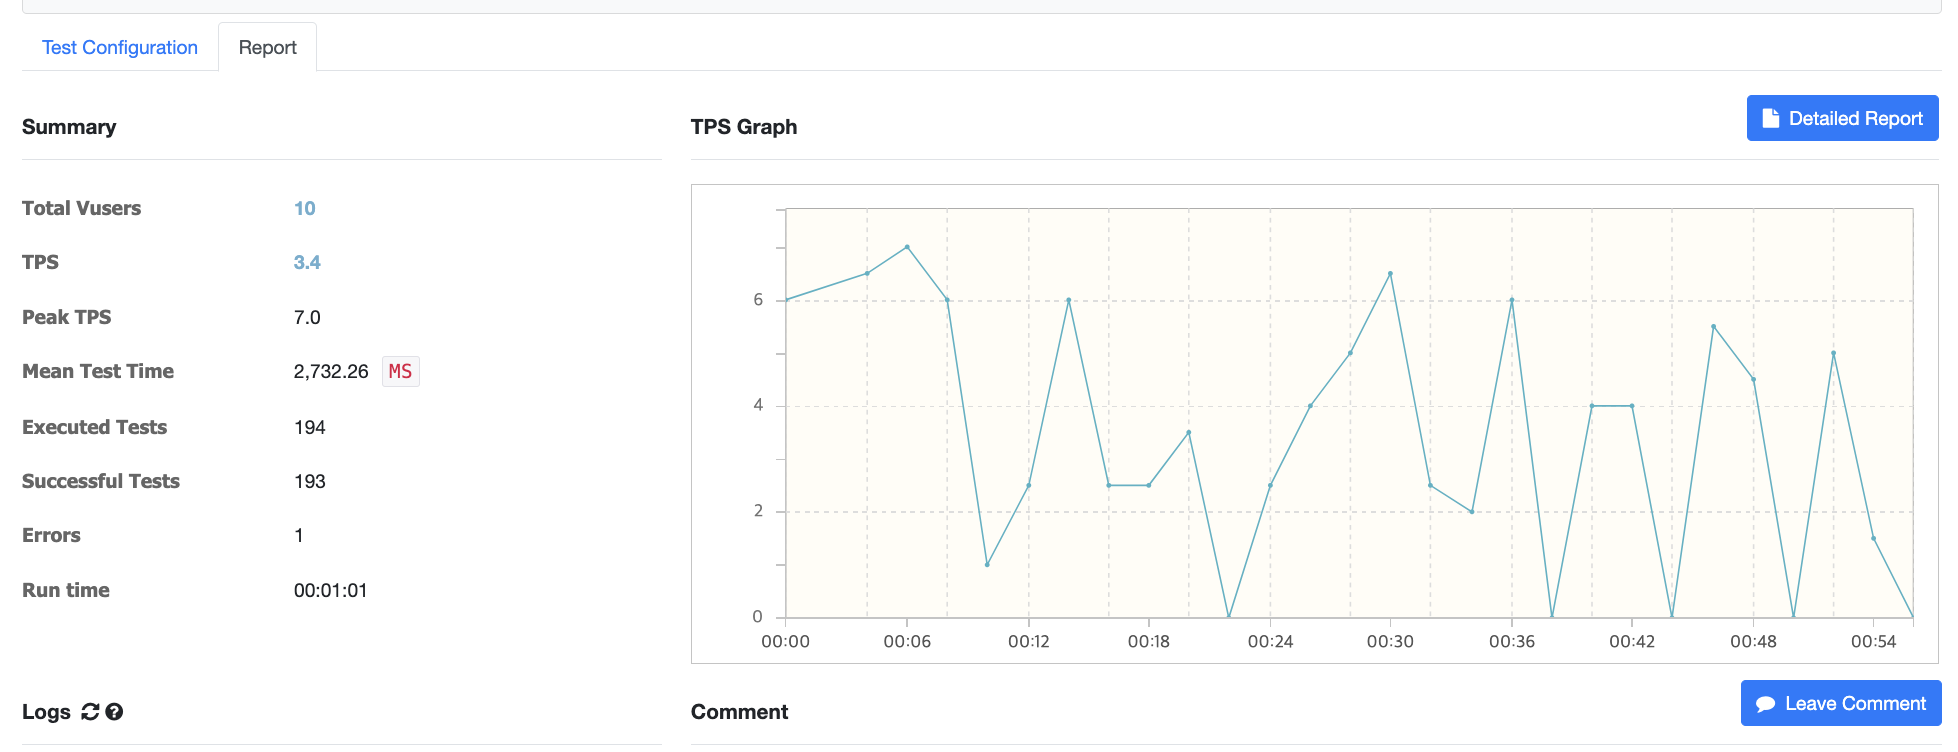 Test Configuration
Report
Summary
Total Vusers 10
TPS 3.4
Peak TPS 7.0
Mean Test Time 2,732.26 MS
Executed Tests 194
Successful Tests 193
Errors 1
Run time 00:01:01
Logs
TPS Graph
Detailed Report
6
4
2
0
00:00 00:06 00:12 00:18 00:24 00:30 00:36 00:42 00:48 00:54
Comment
Leave Comment